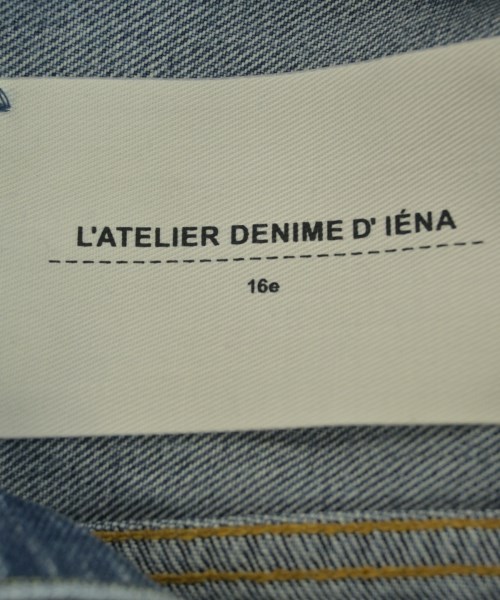 L'ATELIER DENIME D' IÉNA
16e